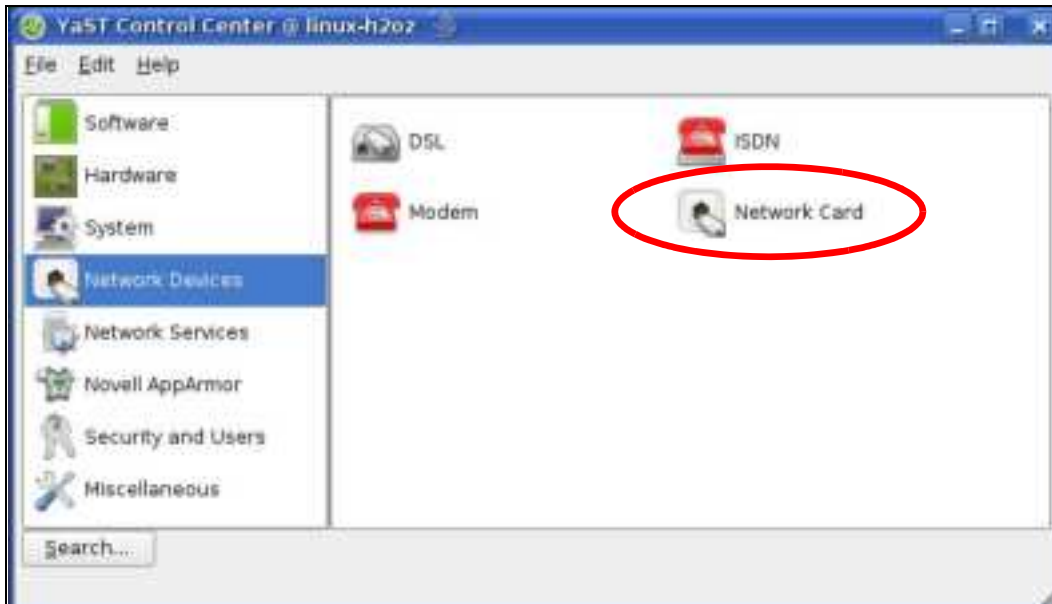 YaST Control Center @ linux-h2oz
File Edit Help
Software
Hardware
System
Network Devices
Network Services
Novell AppArmor
Security and Users
Miscellaneous
DSL
ISDN
Modem
Network Card
Search...